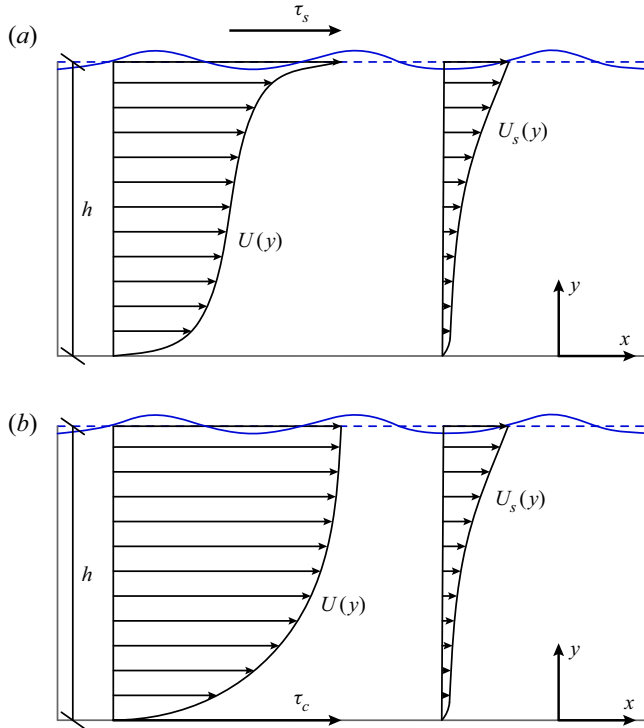 τ_s
(a)
U_s(y)
h
U(y)
y
x
(b)
U_s(y)
h
U(y)
y
τ_c
x